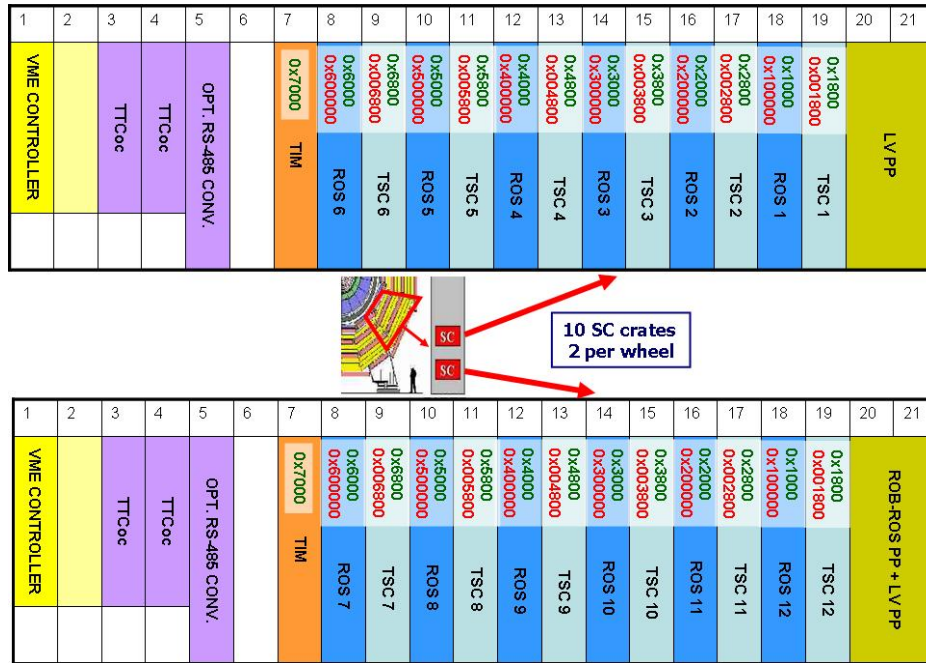 1 2 3 4 5 6 7 8 9 10 11 12 13 14 15 16 17 18 19 20 21
VME CONTROLLER
TTCoc
TTCoc
OPT. RS-485 CONV.
0x7000
TIM
0x6000
0x600000
ROS 6
0x6800
0x006800
TSC 6
0x5000
0x500000
ROS 5
0x5800
0x005800
TSC 5
0x4000
0x400000
ROS 4
0x4800
0x004800
TSC 4
0x3000
0x300000
ROS 3
0x3800
0x003800
TSC 3
0x2000
0x200000
ROS 2
0x2800
0x002800
TSC 2
0x1000
0x100000
ROS 1
0x1800
0x001800
TSC 1
LV PP
SC
SC
10 SC crates
2 per wheel
1 2 3 4 5 6 7 8 9 10 11 12 13 14 15 16 17 18 19 20 21
VME CONTROLLER
TTCoc
TTCoc
OPT. RS-485 CONV.
0x7000
TIM
0x6000
0x600000
ROS 7
0x6800
0x006800
TSC 7
0x5000
0x500000
ROS 8
0x5800
0x005800
TSC 8
0x4000
0x400000
ROS 9
0x4800
0x004800
TSC 9
0x3000
0x300000
ROS 10
0x3800
0x003800
TSC 10
0x2000
0x200000
ROS 11
0x2800
0x002800
TSC 11
0x1000
0x100000
ROS 12
0x1800
0x001800
TSC 12
ROB-ROS PP + LV PP